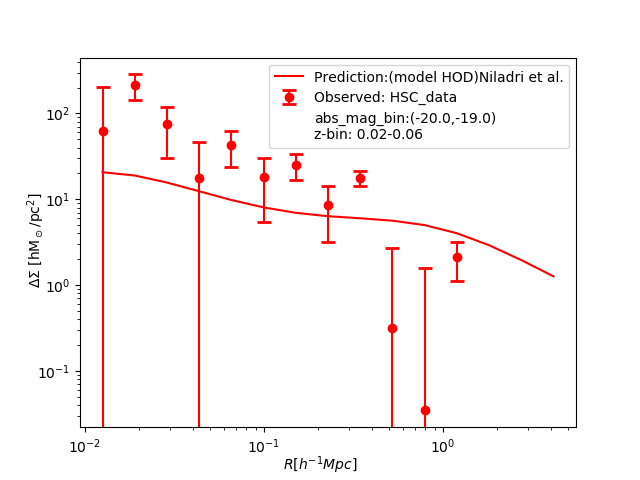 Prediction:(model HOD)Niladri et al.
Observed: HSC_data
abs_mag_bin:(-20.0,-19.0)
z-bin: 0.02-0.06
ΔΣ [hM⊙/pc²]
10²
10¹
10⁰
10⁻¹
10⁻² 10⁻¹ 10⁰
R[h⁻¹Mpc]